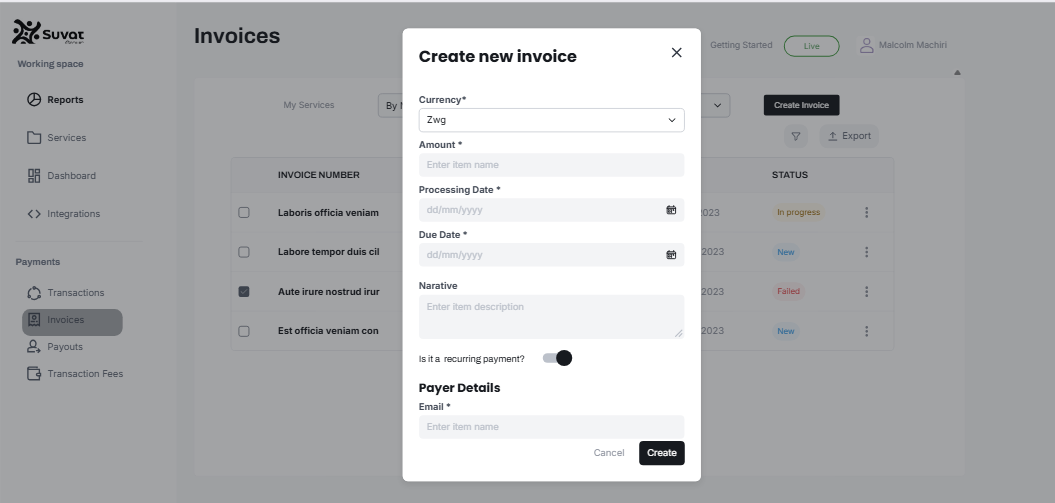 Suvat
Invoices
Working space
Reports
Services
Dashboard
Integrations
Payments
Transactions
Invoices
Payouts
Transaction Fees
Getting Started
Live
Malcolm Machiri
My Services
By
Create Invoice
Export
INVOICE NUMBER
STATUS
Laboris officia veniam
2023
In progress
Labore tempor duis cil
2023
New
Aute irure nostrud irur
2023
Failed
Est officia veniam con
2023
New
Create new invoice
Currency*
Zwg
Amount *
Enter item name
Processing Date *
dd/mm/yyyy
Due Date *
dd/mm/yyyy
Narative
Enter item description
Is it a recurring payment?
Payer Details
Email *
Enter item name
Cancel
Create